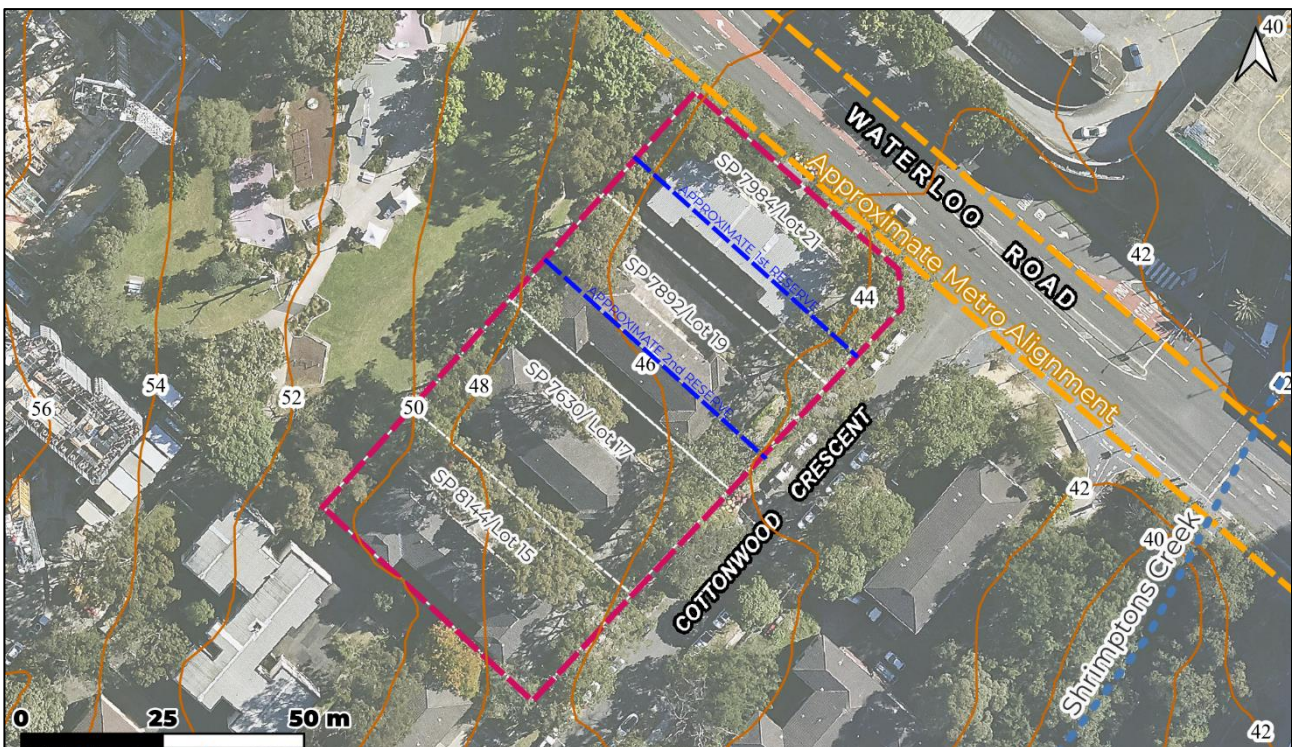 40
WATERLOO ROAD
Approximate Metro Alignment
SP 7984/Lot 21
APPROXIMATE 1st RESERVE
SP 7892/Lot 19
APPROXIMATE 2nd RESERVE
SP 7630/Lot 17
SP 8144/Lot 15
COTTONWOOD CRESCENT
Shrimptons Creek
56
54
52
50
48
46
44
42
42
40
42
0 25 50 m